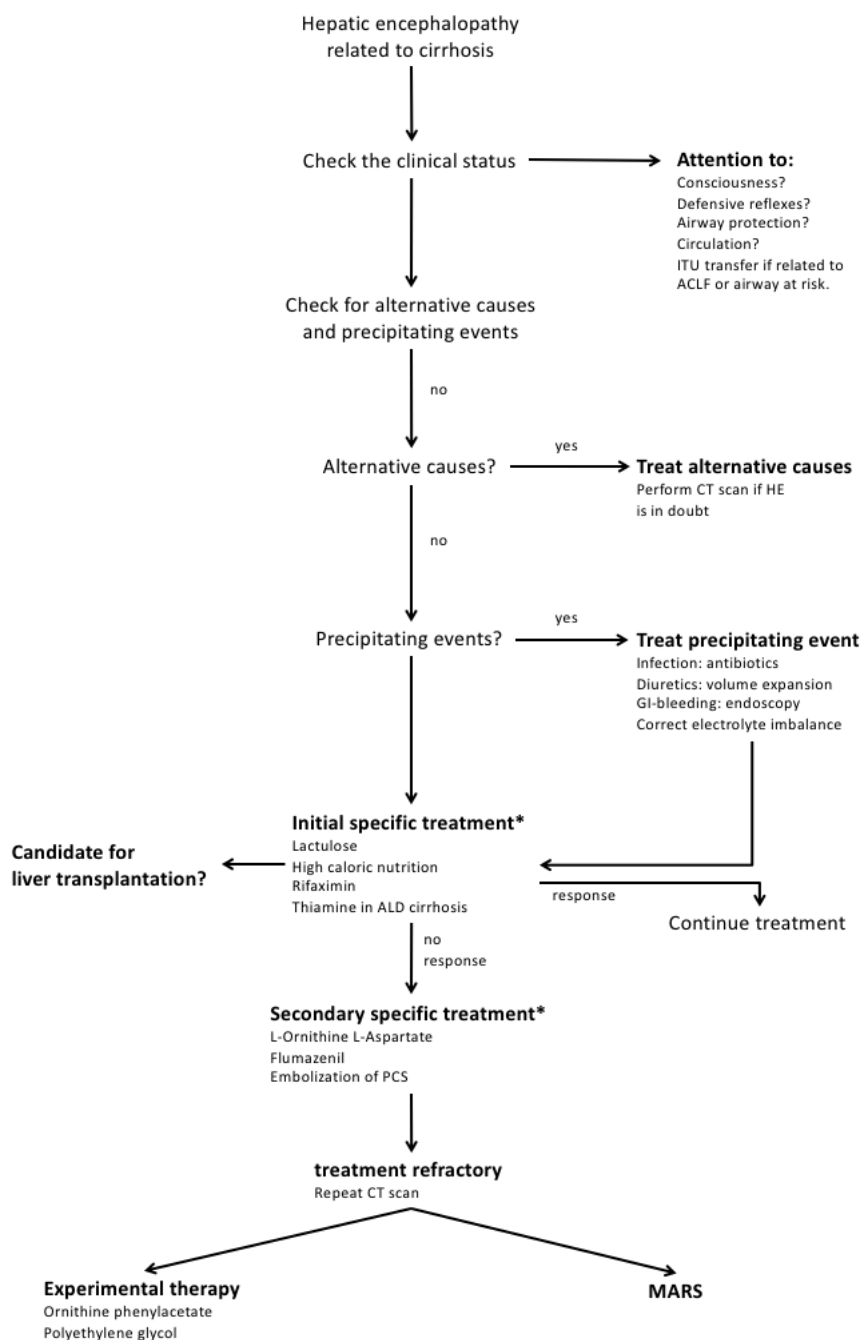 Hepatic encephalopathy
related to cirrhosis
Check the clinical status
Attention to:
Consciousness?
Defensive reflexes?
Airway protection?
Circulation?
ITU transfer if related to
ACLF or airway at risk.
Check for alternative causes
and precipitating events
no
Alternative causes?
yes
Treat alternative causes
Perform CT scan if HE
is in doubt
no
Precipitating events?
yes
Treat precipitating event
Infection: antibiotics
Diuretics: volume expansion
GI-bleeding: endoscopy
Correct electrolyte imbalance
Initial specific treatment*
Lactulose
High caloric nutrition
Rifaximin
Thiamine in ALD cirrhosis
Candidate for
liver transplantation?
response
Continue treatment
no
response
Secondary specific treatment*
L-Ornithine L-Aspartate
Flumazenil
Embolization of PCS
treatment refractory
Repeat CT scan
Experimental therapy
Ornithine phenylacetate
Polyethylene glycol
MARS